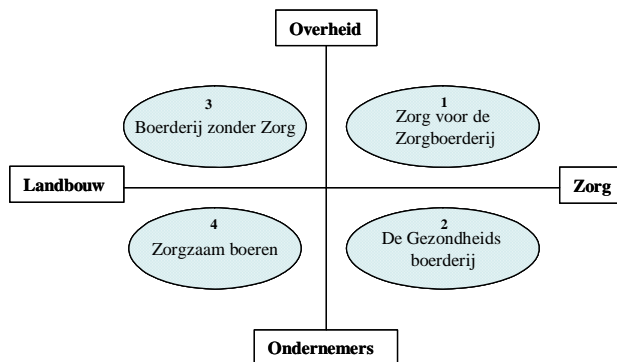 Overheid
3
Boerderij zonder Zorg
1
Zorg voor de
Zorgboerderij
Landbouw
Zorg
4
Zorgzaam boeren
2
De Gezondheids
boerderij
Ondernemers